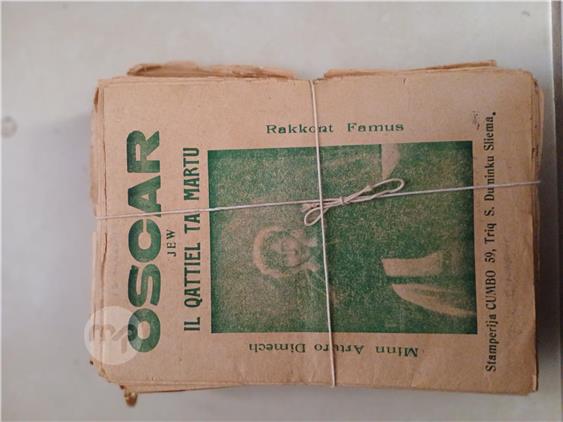 OSCAR
JEW
IL QATTIEL TA MARTU
Rakkont Famus
Minn Arturo Dimech
Stamperija CUMBO 59, Triq S. Duminku Sliema.